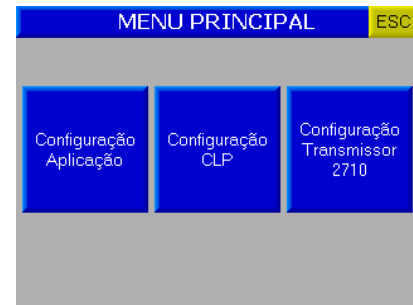 MENU PRINCIPAL
ESC
Configuração
Aplicação
Configuração
CLP
Configuração
Transmissor
2710